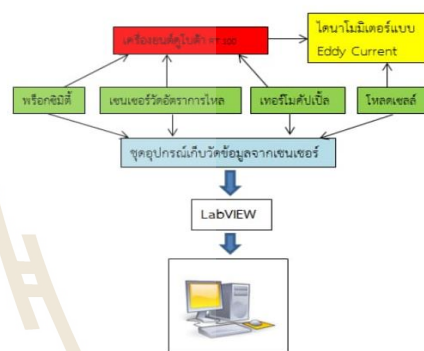 เครื่องยนต์คูโบต้า RT 100
ไดนาโมมิเตอร์แบบ
Eddy Current
พร็อกซิมิตี้
เซนเซอร์วัดอัตราการไหล
เทอร์โมคัปเปิ้ล
โหลดเซลล์
ชุดอุปกรณ์เก็บวัดข้อมูลจากเซนเซอร์
LabVIEW